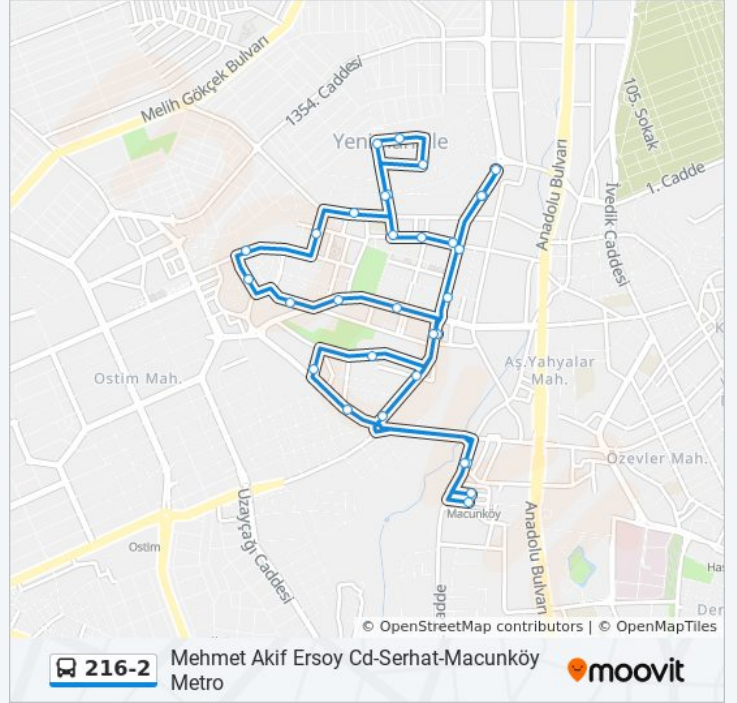 Melih Gökçek Bulvarı
1354. Caddesi
105. Sokak
Anadolu Bulvarı
İvedik Caddesi
1. Cadde
Ostim Mah.
Aş.Yahyalar
Mah.
Özevler Mah.
Uzayçağı Caddesi
Ostim
Macunköy
Anadolu Bulvarı
© OpenStreetMap contributors | © OpenMapTiles
216-2
Mehmet Akif Ersoy Cd-Serhat-Macunköy
Metro
moovit